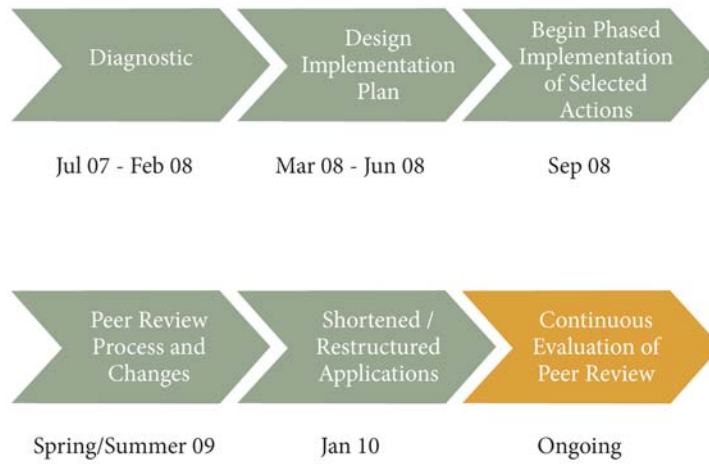 Diagnostic
Design
Implementation
Plan
Begin Phased
Implementation
of Selected
Actions
Jul 07 - Feb 08
Mar 08 - Jun 08
Sep 08
Peer Review
Process and
Changes
Shortened /
Restructured
Applications
Continuous
Evaluation of
Peer Review
Spring/Summer 09
Jan 10
Ongoing